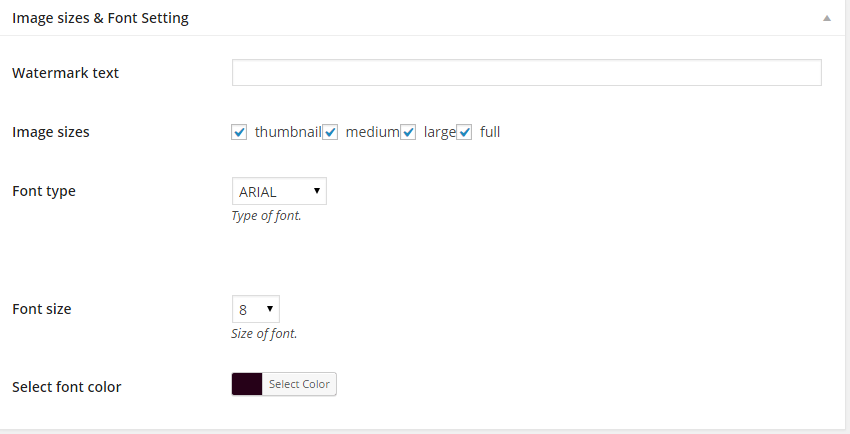 Image sizes & Font Setting
Watermark text
Image sizes thumbnail medium large full
Font type ARIAL
Type of font.
Font size 8
Size of font.
Select font color Select Color